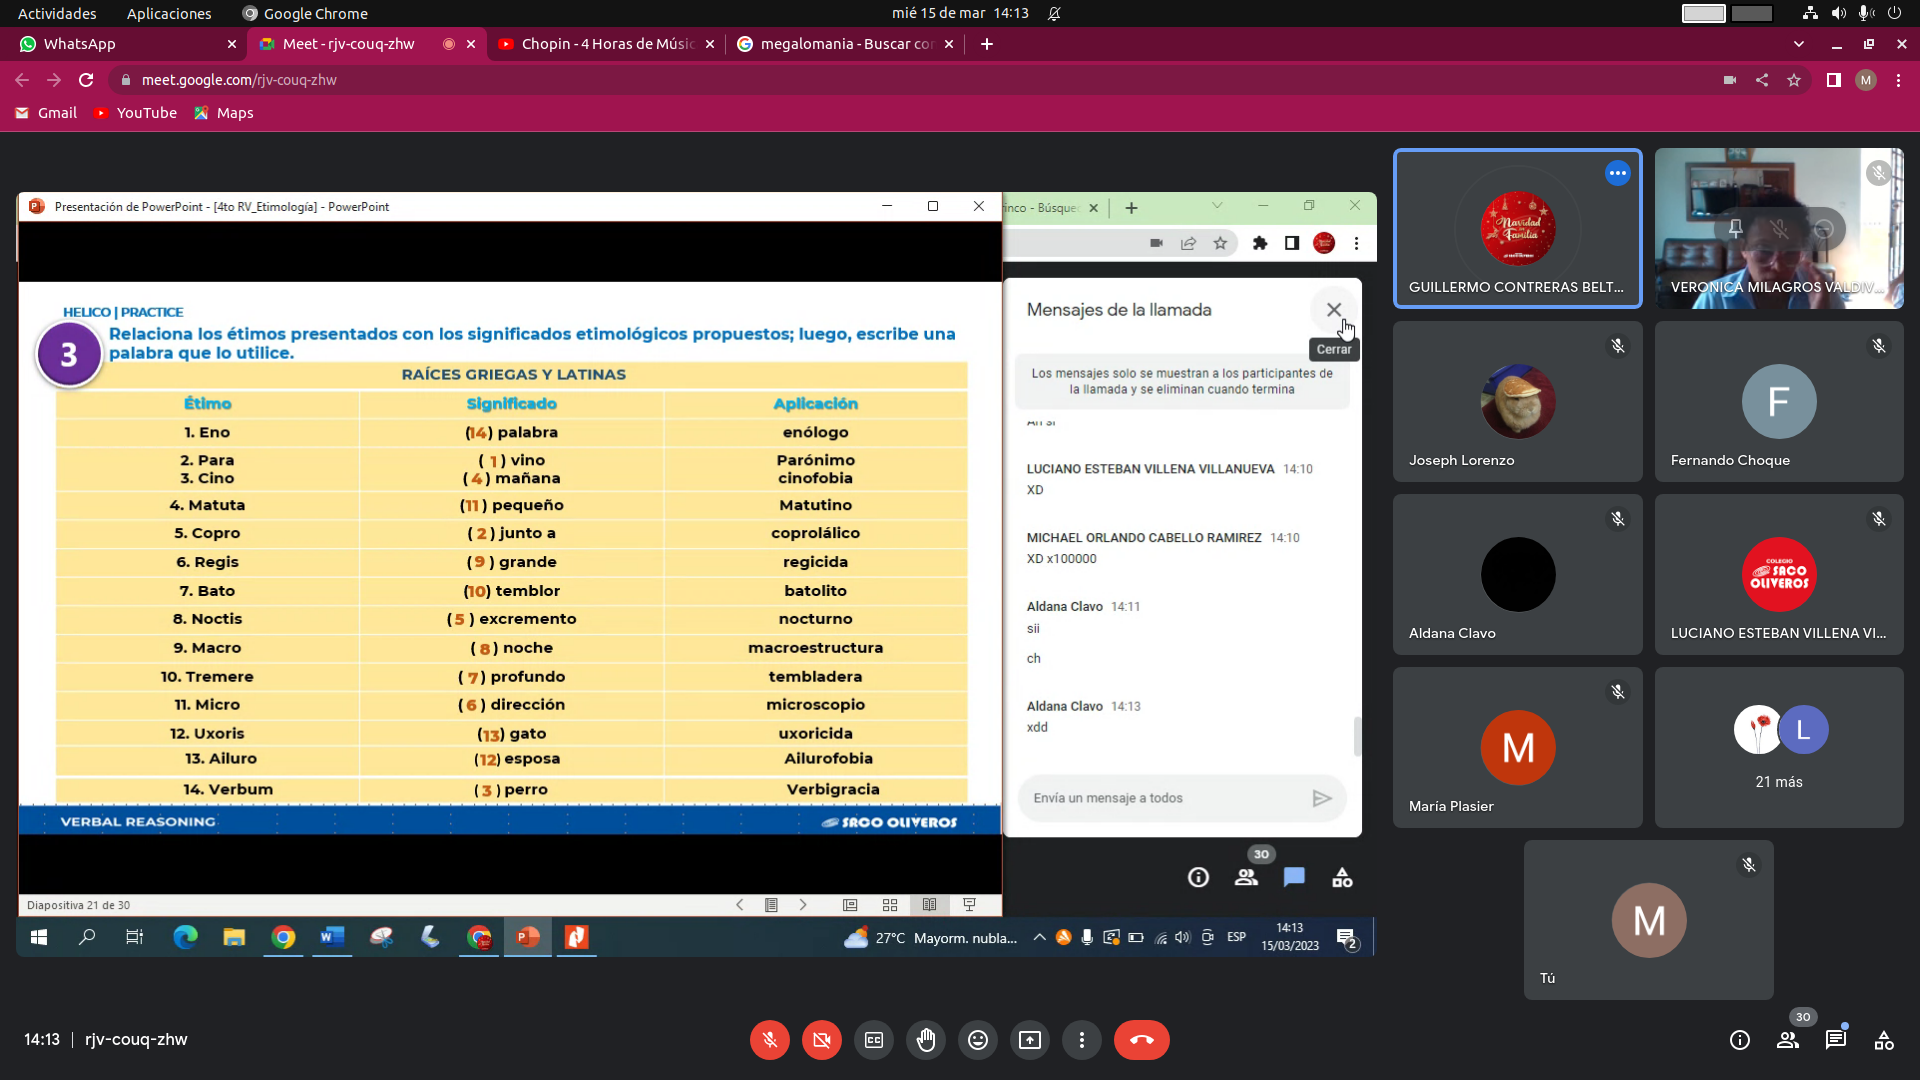 Actividades
Aplicaciones
Google Chrome
mié 15 de mar 14:13
WhatsApp
Meet - rjv-couq-zhw
Chopin - 4 Horas de Músic
megalomania - Buscar con
meet.google.com/rjv-couq-zhw
M
Gmail
YouTube
Maps
Presentación de PowerPoint - [4to RV_Etimología] - PowerPoint
HELICO | PRACTICE
3
Relaciona los étimos presentados con los significados etimológicos propuestos; luego, escribe una
palabra que lo utilice.
RAÍCES GRIEGAS Y LATINAS
Étimo Significado Aplicación
1. Eno (14) palabra enólogo
2. Para ( 1 ) vino Parónimo
3. Cino ( 4 ) mañana cinofobia
4. Matuta (11 ) pequeño Matutino
5. Copro ( 2 ) junto a coprolálico
6. Regis ( 9 ) grande regicida
7. Bato (10) temblor batolito
8. Noctis ( 5 ) excremento nocturno
9. Macro ( 8 ) noche macroestructura
10. Tremere ( 7 ) profundo tembladera
11. Micro ( 6 ) dirección microscopio
12. Uxoris (13) gato uxoricida
13. Ailuro (12) esposa Ailurofobia
14. Verbum ( 3 ) perro Verbigracia
VERBAL REASONING
SACO OLIVEROS
Diapositiva 21 de 30
inco - Búsque
Mensajes de la llamada
Cerrar
Los mensajes solo se muestran a los participantes de
la llamada y se eliminan cuando termina
LUCIANO ESTEBAN VILLENA VILLANUEVA 14:10
XD
MICHAEL ORLANDO CABELLO RAMIREZ 14:10
XD x100000
Aldana Clavo 14:11
sii
ch
Aldana Clavo 14:13
xdd
Envía un mensaje a todos
30
27°C Mayorm. nubla...
ESP
14:13
15/03/2023
2
Navidad
Familia
GUILLERMO CONTRERAS BELT...
VERONICA MILAGROS VALDIV...
Joseph Lorenzo
F
Fernando Choque
Aldana Clavo
COLEGIO
SACO
OLIVEROS
LUCIANO ESTEBAN VILLENA VI...
M
María Plasier
L
21 más
M
Tú
14:13 | rjv-couq-zhw
30